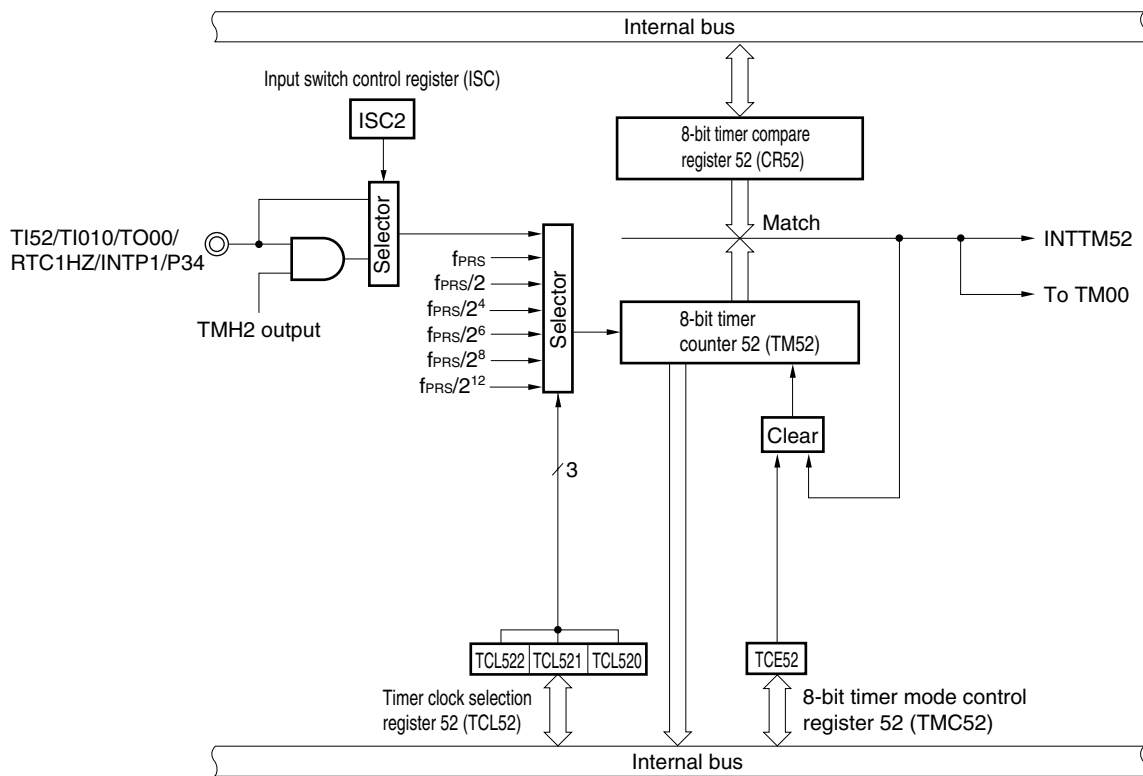 Internal bus
Input switch control register (ISC)
ISC2
8-bit timer compare
register 52 (CR52)
Selector
TI52/TI010/TO00/
RTC1HZ/INTP1/P34
Match
INTTM52
fPRS
fPRS/2
fPRS/2⁴
fPRS/2⁶
fPRS/2⁸
fPRS/2¹²
Selector
To TM00
TMH2 output
8-bit timer
counter 52 (TM52)
Clear
3
TCL522 TCL521 TCL520
TCE52
Timer clock selection
register 52 (TCL52)
8-bit timer mode control
register 52 (TMC52)
Internal bus